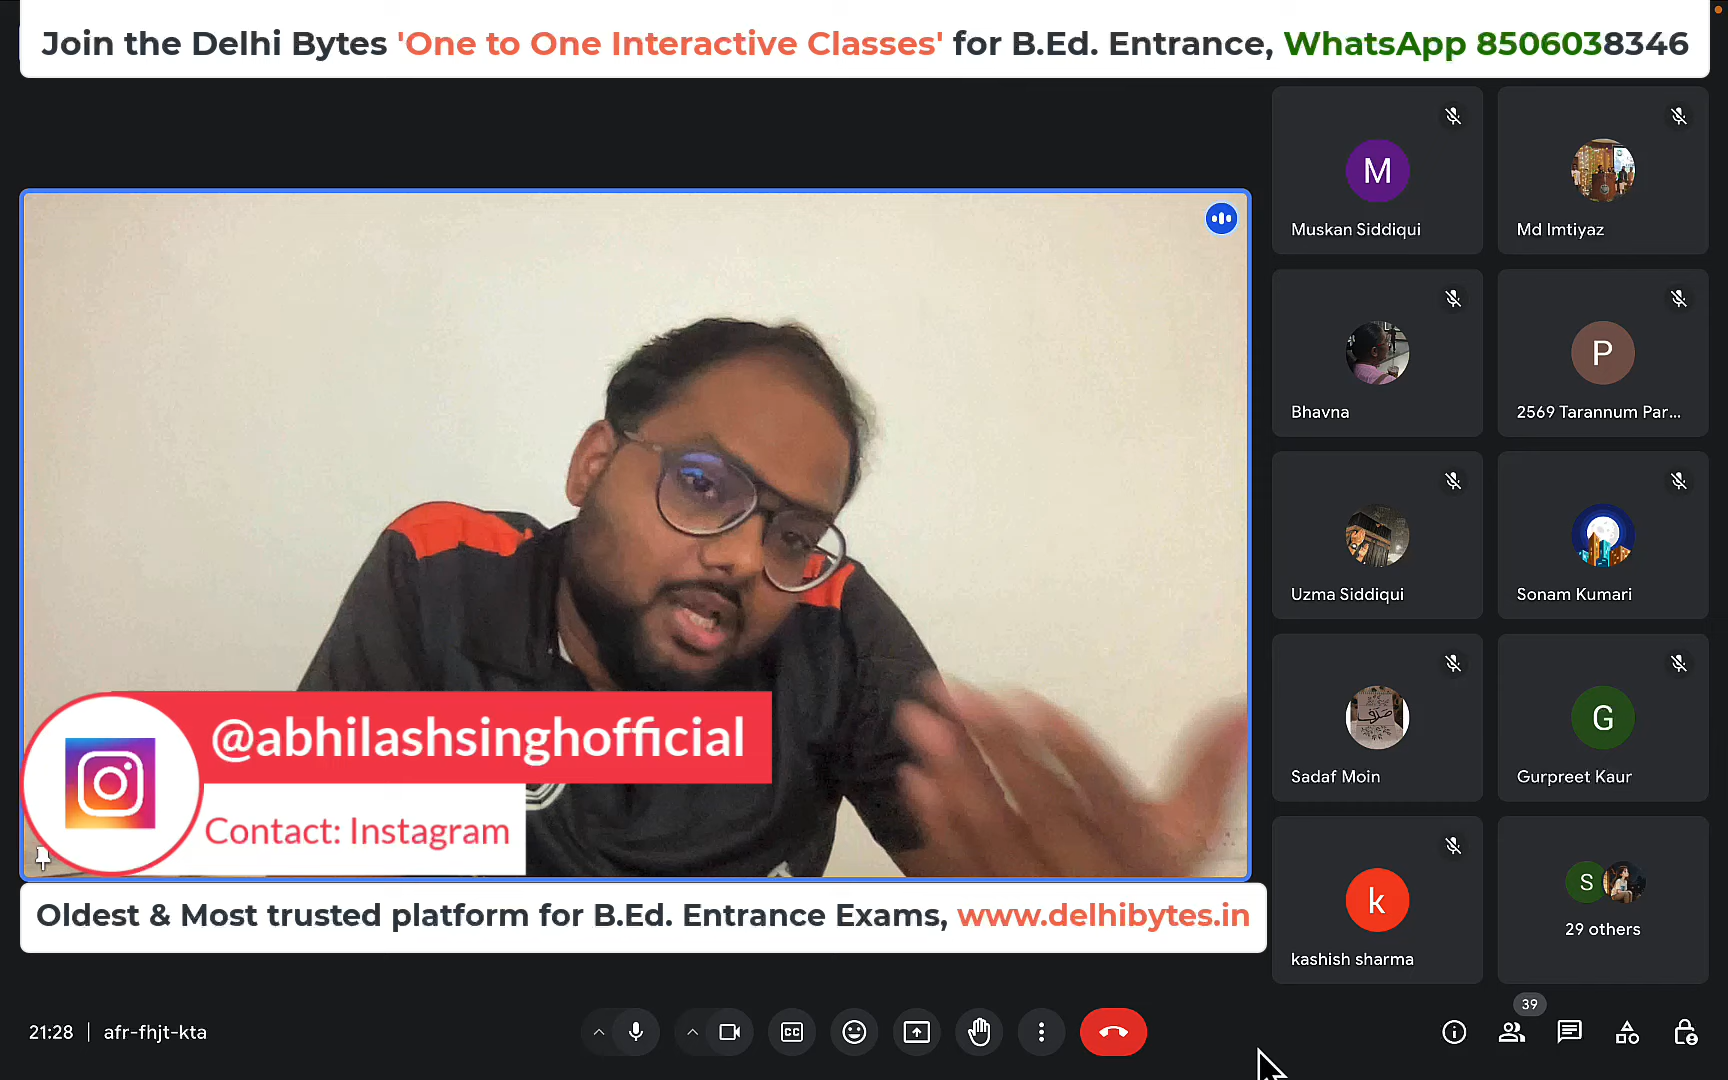 Join the Delhi Bytes 'One to One Interactive Classes' for B.Ed. Entrance, WhatsApp 8506038346
M
Muskan Siddiqui
Md Imtiyaz
Bhavna
P
2569 Tarannum Par...
Uzma Siddiqui
Sonam Kumari
Sadaf Moin
G
Gurpreet Kaur
k
kashish sharma
S
29 others
@abhilashsinghofficial
Contact: Instagram
Oldest & Most trusted platform for B.Ed. Entrance Exams, www.delhibytes.in
21:28 | afr-fhjt-kta
CC
39